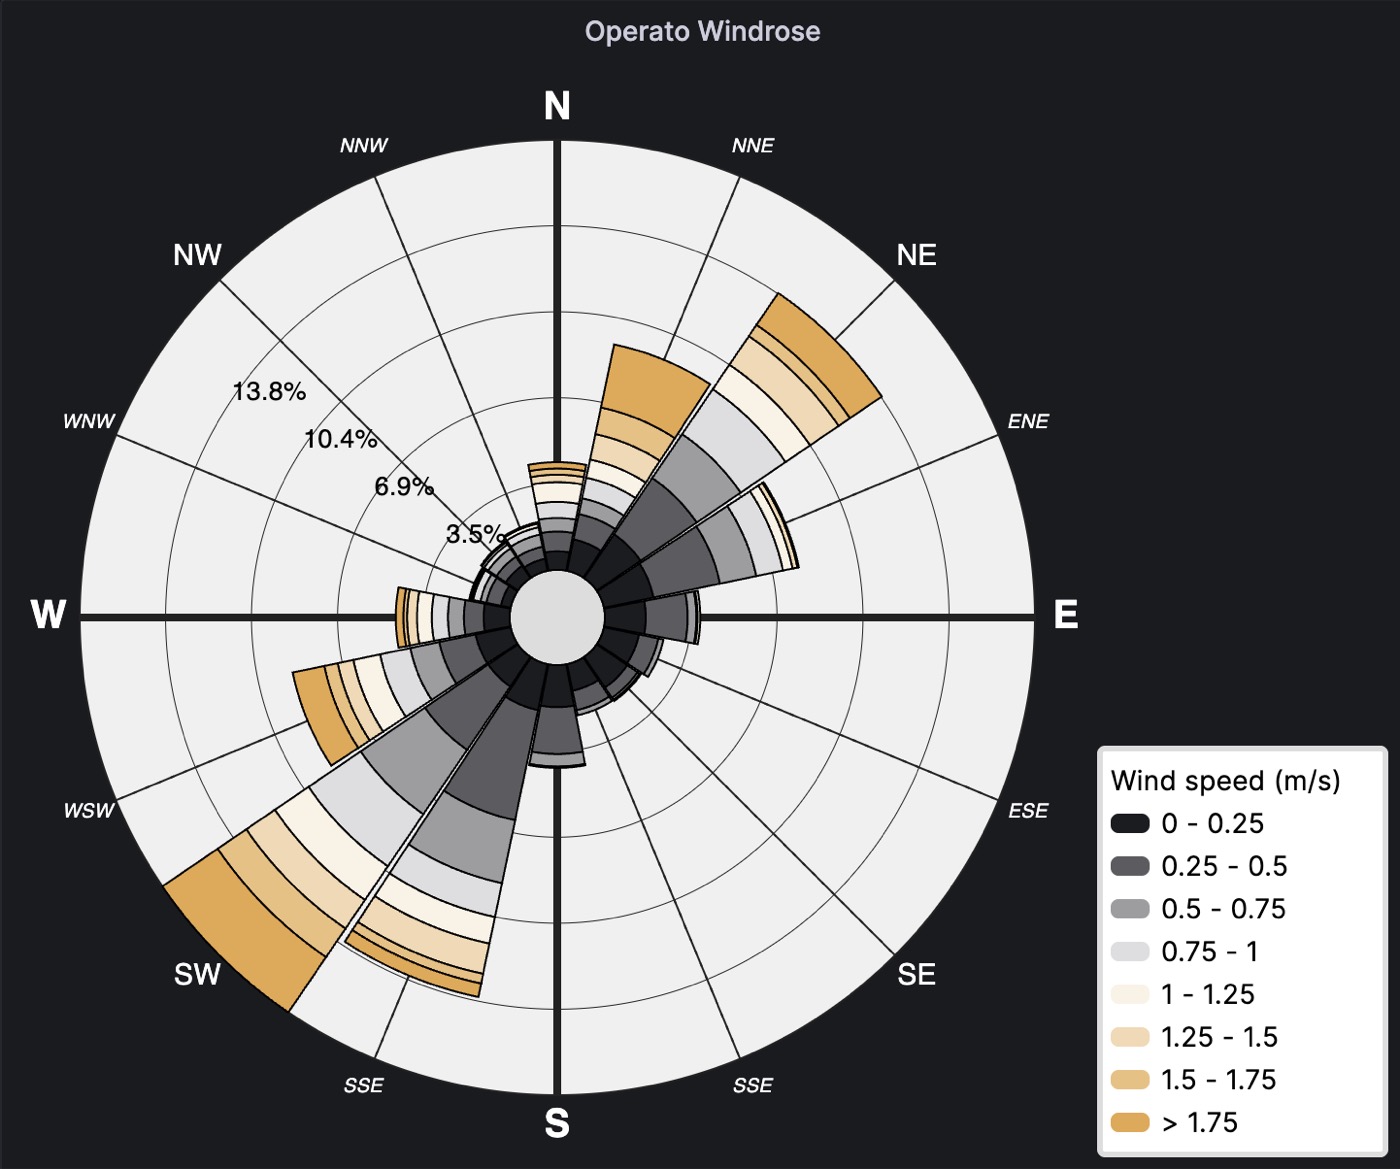 Operato Windrose
N
NNW
NNE
NW
NE
13.8%
WNW
ENE
10.4%
6.9%
3.5%
W
E
WSW
ESE
SW
SE
SSE
SSE
S
Wind speed (m/s)
0 - 0.25
0.25 - 0.5
0.5 - 0.75
0.75 - 1
1 - 1.25
1.25 - 1.5
1.5 - 1.75
> 1.75